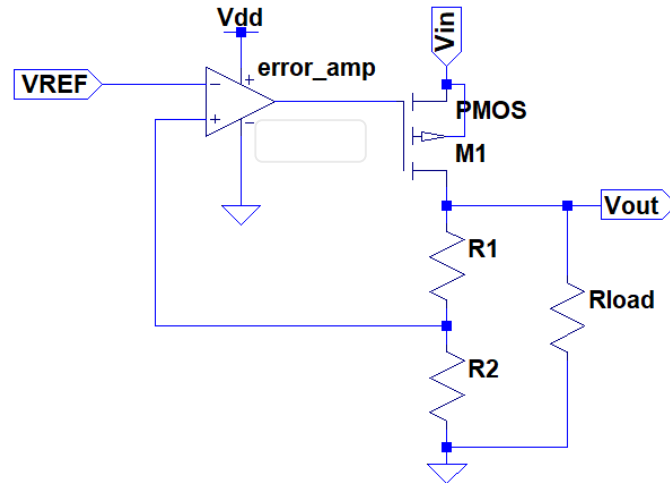 Vdd
Vin
error_amp
VREF
PMOS
M1
Vout
R1
Rload
R2